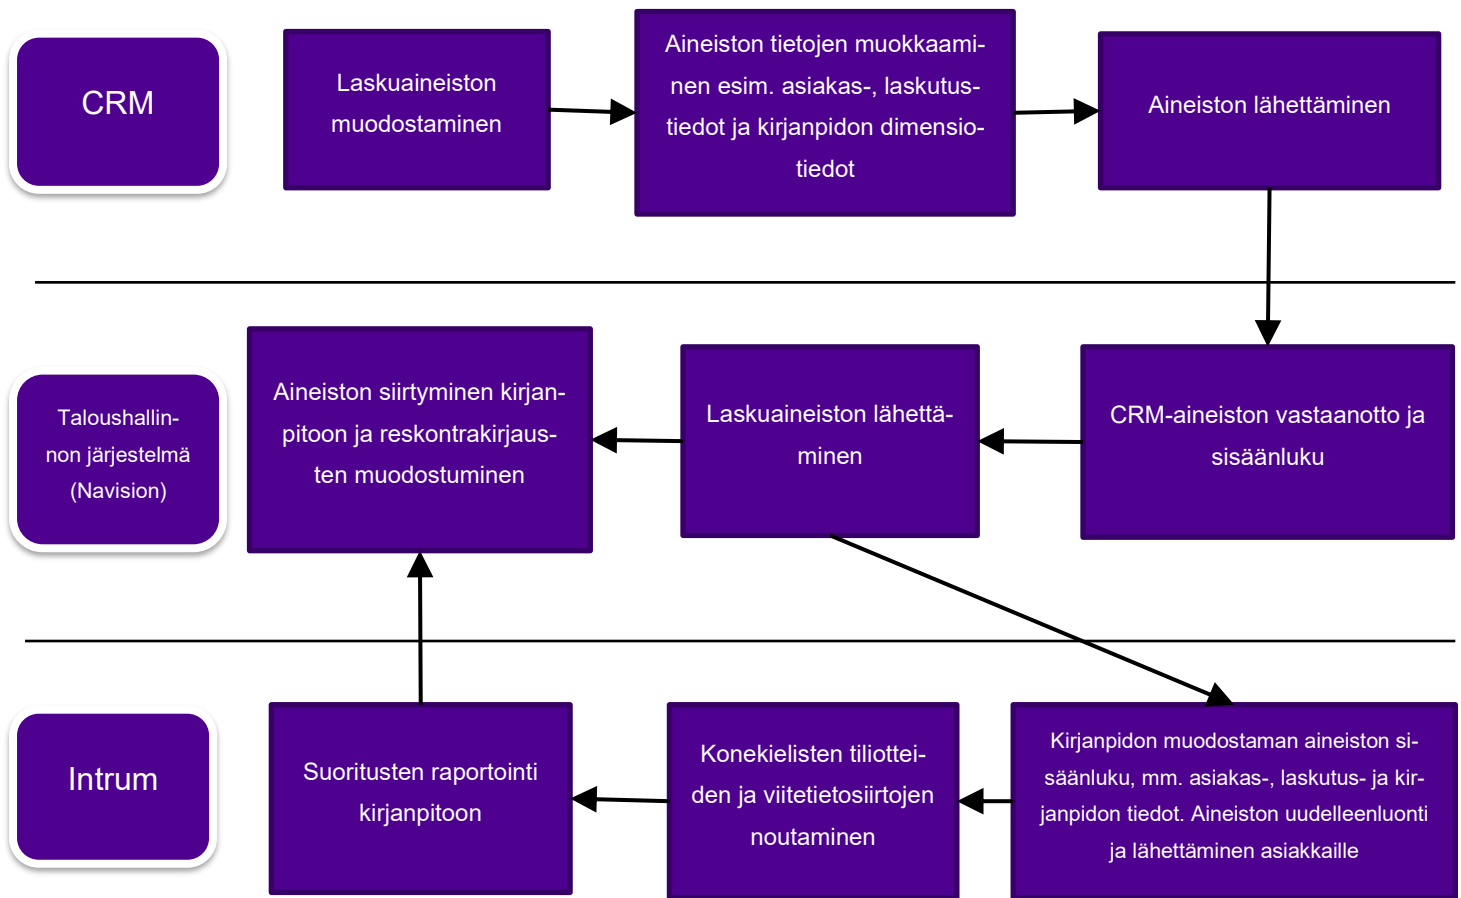 CRM
Laskuaineiston
muodostaminen
Aineiston tietojen muokkaami-
nen esim. asiakas-, laskutus-
tiedot ja kirjanpidon dimensio-
tiedot
Aineiston lähettäminen
Taloushallin-
non järjestelmä
(Navision)
Aineiston siirtyminen kirjan-
pitoon ja reskontrakirjaus-
ten muodostuminen
Laskuaineiston lähettä-
minen
CRM-aineiston vastaanotto ja
sisäänluku
Intrum
Suoritusten raportointi
kirjanpitoon
Konekielisten tiliottei-
den ja viitetietosiirtojen
noutaminen
Kirjanpidon muodostaman aineiston si-
säänluku, mm. asiakas-, laskutus- ja kir-
janpidon tiedot. Aineiston uudelleenluonti
ja lähettäminen asiakkaille